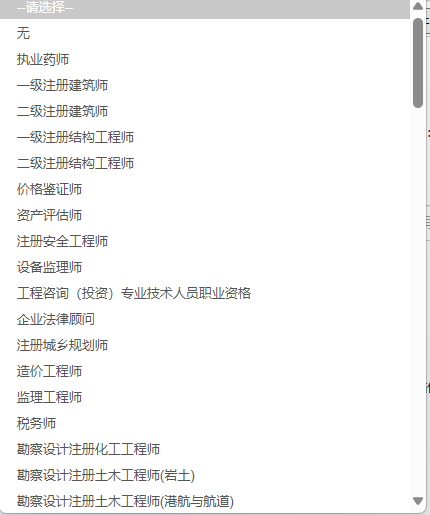 --请选择--
无
执业药师
一级注册建筑师
二级注册建筑师
一级注册结构工程师
二级注册结构工程师
价格鉴证师
资产评估师
注册安全工程师
设备监理师
工程咨询（投资）专业技术人员职业资格
企业法律顾问
注册城乡规划师
造价工程师
监理工程师
税务师
勘察设计注册化工工程师
勘察设计注册土木工程师(岩土)
勘察设计注册土木工程师(港航与航道)